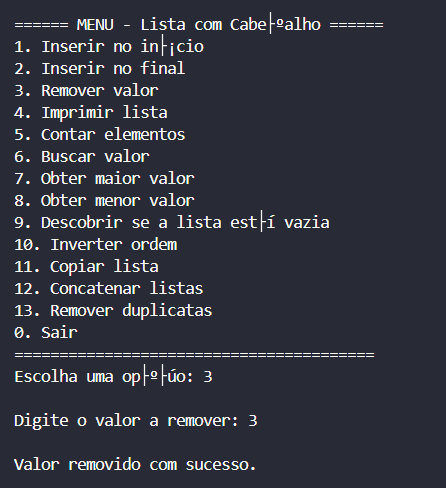 ====== MENU - Lista com Cabe├ºalho ======
1. Inserir no in├¡cio
2. Inserir no final
3. Remover valor
4. Imprimir lista
5. Contar elementos
6. Buscar valor
7. Obter maior valor
8. Obter menor valor
9. Descobrir se a lista est├í vazia
10. Inverter ordem
11. Copiar lista
12. Concatenar listas
13. Remover duplicatas
0. Sair
========================================
Escolha uma op├º├úo: 3
Digite o valor a remover: 3
Valor removido com sucesso.